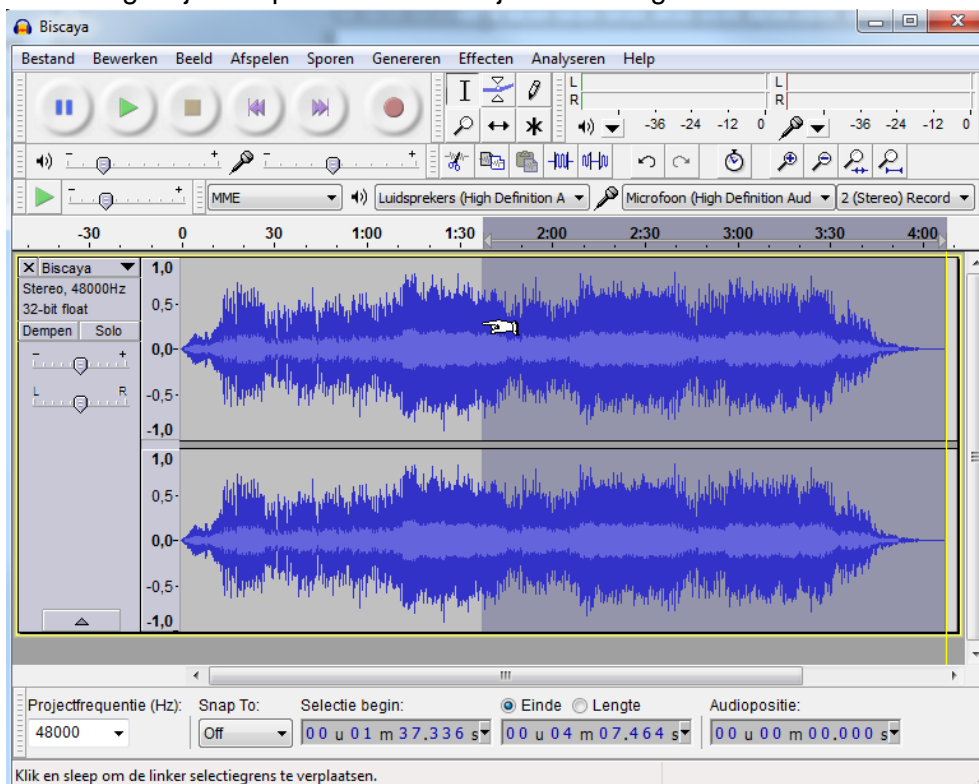 Biscaya
Bestand Bewerken Beeld Afspelen Sporen Genereren Effecten Analyseren Help
L
R
-36 -24 -12 0
L
R
-36 -24 -12 0
MME
Luidsprekers (High Definition A
Microfoon (High Definition Aud
2 (Stereo) Record
-30 0 30 1:00 1:30 2:00 2:30 3:00 3:30 4:00
X Biscaya
Stereo, 48000Hz
32-bit float
Dempen Solo
- +
L R
1,0
0,5-
0,0-
-0,5-
-1,0
1,0
0,5-
0,0-
-0,5-
-1,0
Projectfrequentie (Hz): Snap To: Selectie begin: Einde Lengte Audiopositie:
48000 Off 00 u 01 m 37.336 s 00 u 04 m 07.464 s 00 u 00 m 00.000 s
Klik en sleep om de linker selectiegrens te verplaatsen.